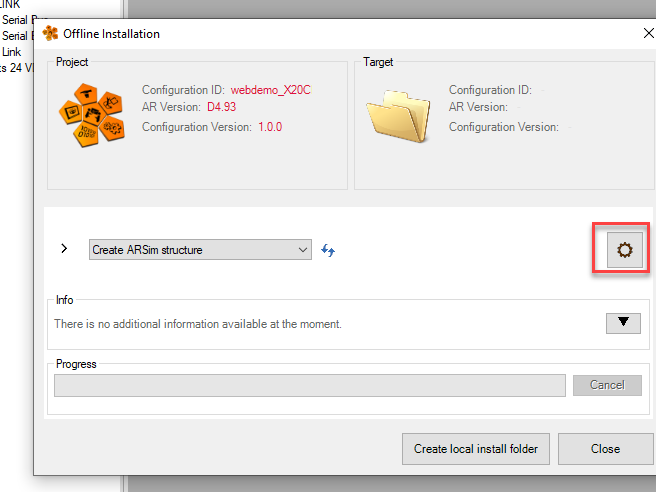 LINK
Serial Bus
Serial B
Link
ts 24 V
Offline Installation
Project
Configuration ID: webdemo_X20C
AR Version: D4.93
Configuration Version: 1.0.0
Target
Configuration ID:
AR Version:
Configuration Version:
Create ARSim structure
Info
There is no additional information available at the moment.
Progress
Cancel
Create local install folder
Close